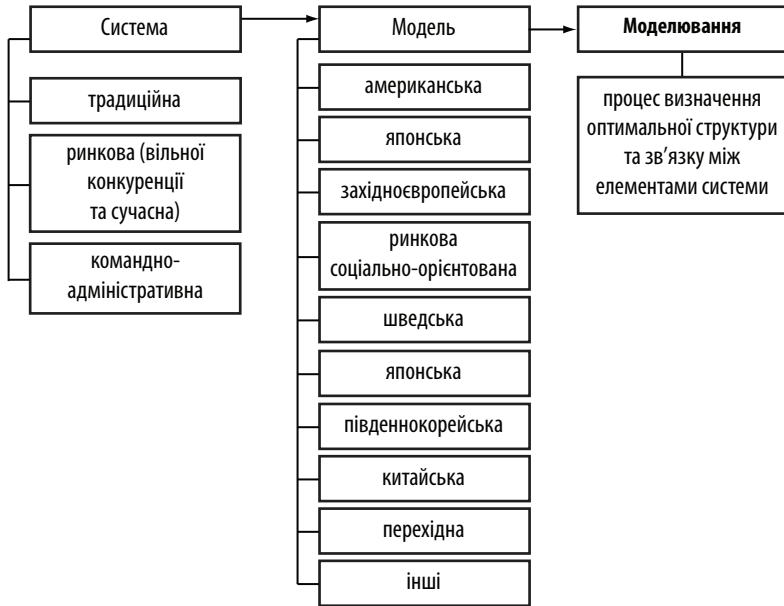 Система
традиційна
ринкова (вільної
конкуренції
та сучасна)
командно-
адміністративна
Модель
американська
японська
західноєвропейська
ринкова
соціально-орієнтована
шведська
японська
південнокорейська
китайська
перехідна
інші
Моделювання
процес визначення
оптимальної структури
та зв’язку між
елементами системи